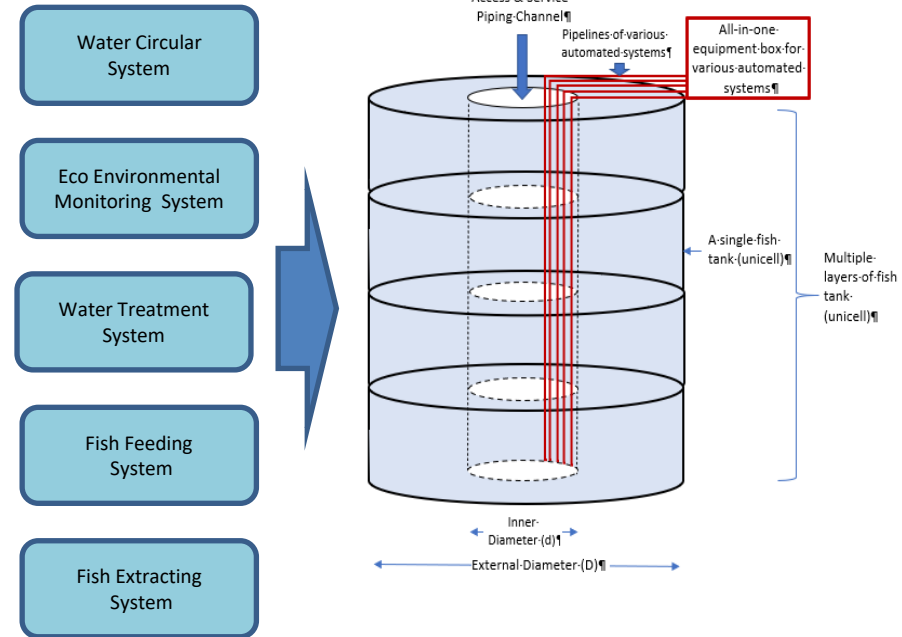 Water Circular
System
Eco Environmental
Monitoring System
Water Treatment
System
Fish Feeding
System
Fish Extracting
System
Access & Service
Piping·Channel¶
Pipelines·of·various·
automated·systems¶
All-in-one·
equipment·box·for·
various·automated·
systems¶
A·single·fish·
tank·(unicell)¶
Multiple·
layers·of·fish·
tank·
(unicell)¶
Inner·
Diameter·(d)¶
External·Diameter·(D)¶